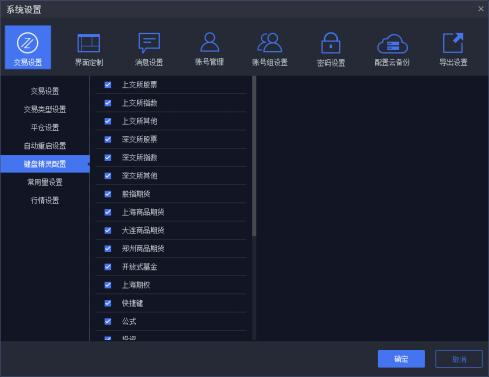 系统设置
交易设置
界面定制
消息设置
账号管理
账号组设置
密码设置
配置云备份
导出设置
交易设置
交易类型设置
平仓设置
自动重启设置
键盘精灵配置
常用量设置
行情设置
上交所股票
上交所指数
上交所其他
深交所股票
深交所指数
深交所其他
股指期货
上海商品期货
大连商品期货
郑州商品期货
开放式基金
上海期权
快捷键
公式
确定
取消